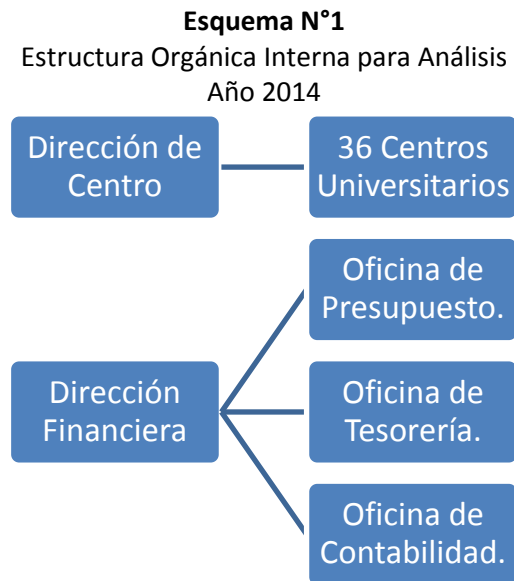 Esquema N°1
Estructura Orgánica Interna para Análisis
Año 2014
Dirección de
Centro
36 Centros
Universitarios
Oficina de
Presupuesto.
Dirección
Financiera
Oficina de
Tesorería.
Oficina de
Contabilidad.